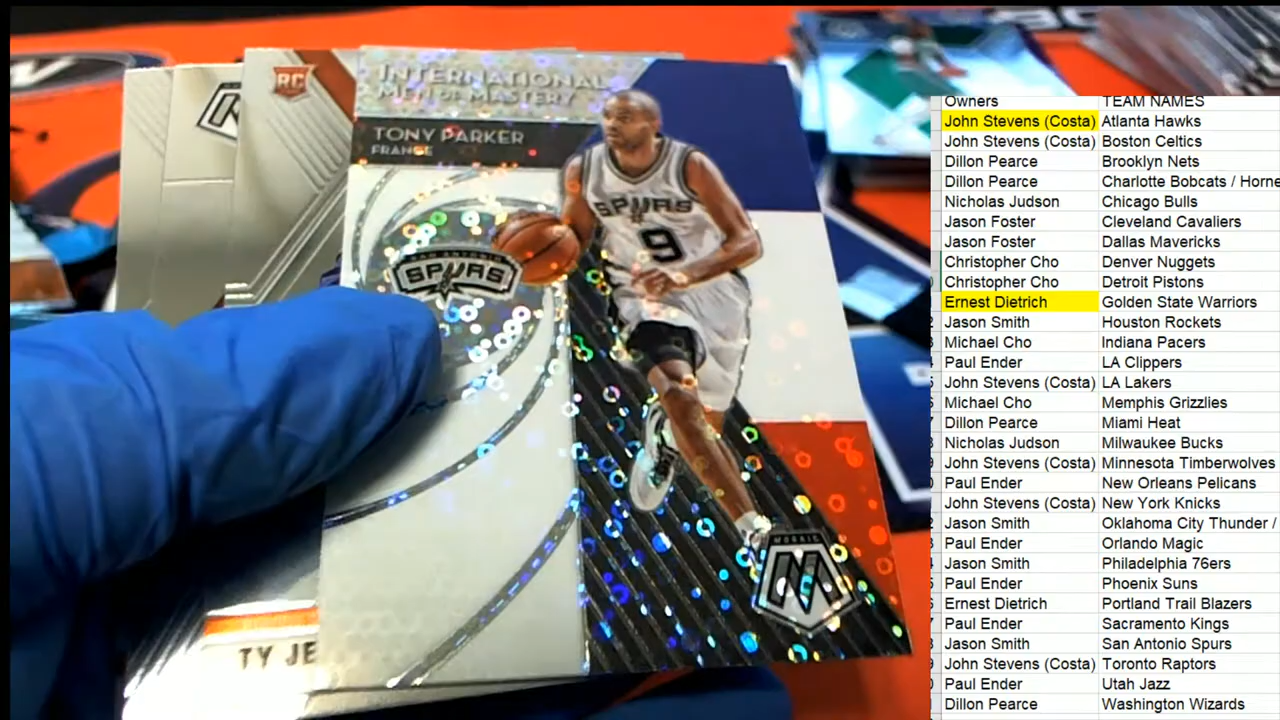 RC
INTERNATIONAL
MEN OF MASTERY
TONY PARKER
FRANCE
SAN ANTONIO
SPURS
SPURS
9
MOSAIC
M
TY JE
Owners TEAM NAMES
John Stevens (Costa) Atlanta Hawks
John Stevens (Costa) Boston Celtics
Dillon Pearce Brooklyn Nets
Dillon Pearce Charlotte Bobcats / Horne
Nicholas Judson Chicago Bulls
Jason Foster Cleveland Cavaliers
Jason Foster Dallas Mavericks
Christopher Cho Denver Nuggets
Christopher Cho Detroit Pistons
Ernest Dietrich Golden State Warriors
Jason Smith Houston Rockets
Michael Cho Indiana Pacers
Paul Ender LA Clippers
John Stevens (Costa) LA Lakers
Michael Cho Memphis Grizzlies
Dillon Pearce Miami Heat
Nicholas Judson Milwaukee Bucks
John Stevens (Costa) Minnesota Timberwolves
Paul Ender New Orleans Pelicans
John Stevens (Costa) New York Knicks
Jason Smith Oklahoma City Thunder /
Paul Ender Orlando Magic
Jason Smith Philadelphia 76ers
Paul Ender Phoenix Suns
Ernest Dietrich Portland Trail Blazers
Paul Ender Sacramento Kings
Jason Smith San Antonio Spurs
John Stevens (Costa) Toronto Raptors
Paul Ender Utah Jazz
Dillon Pearce Washington Wizards